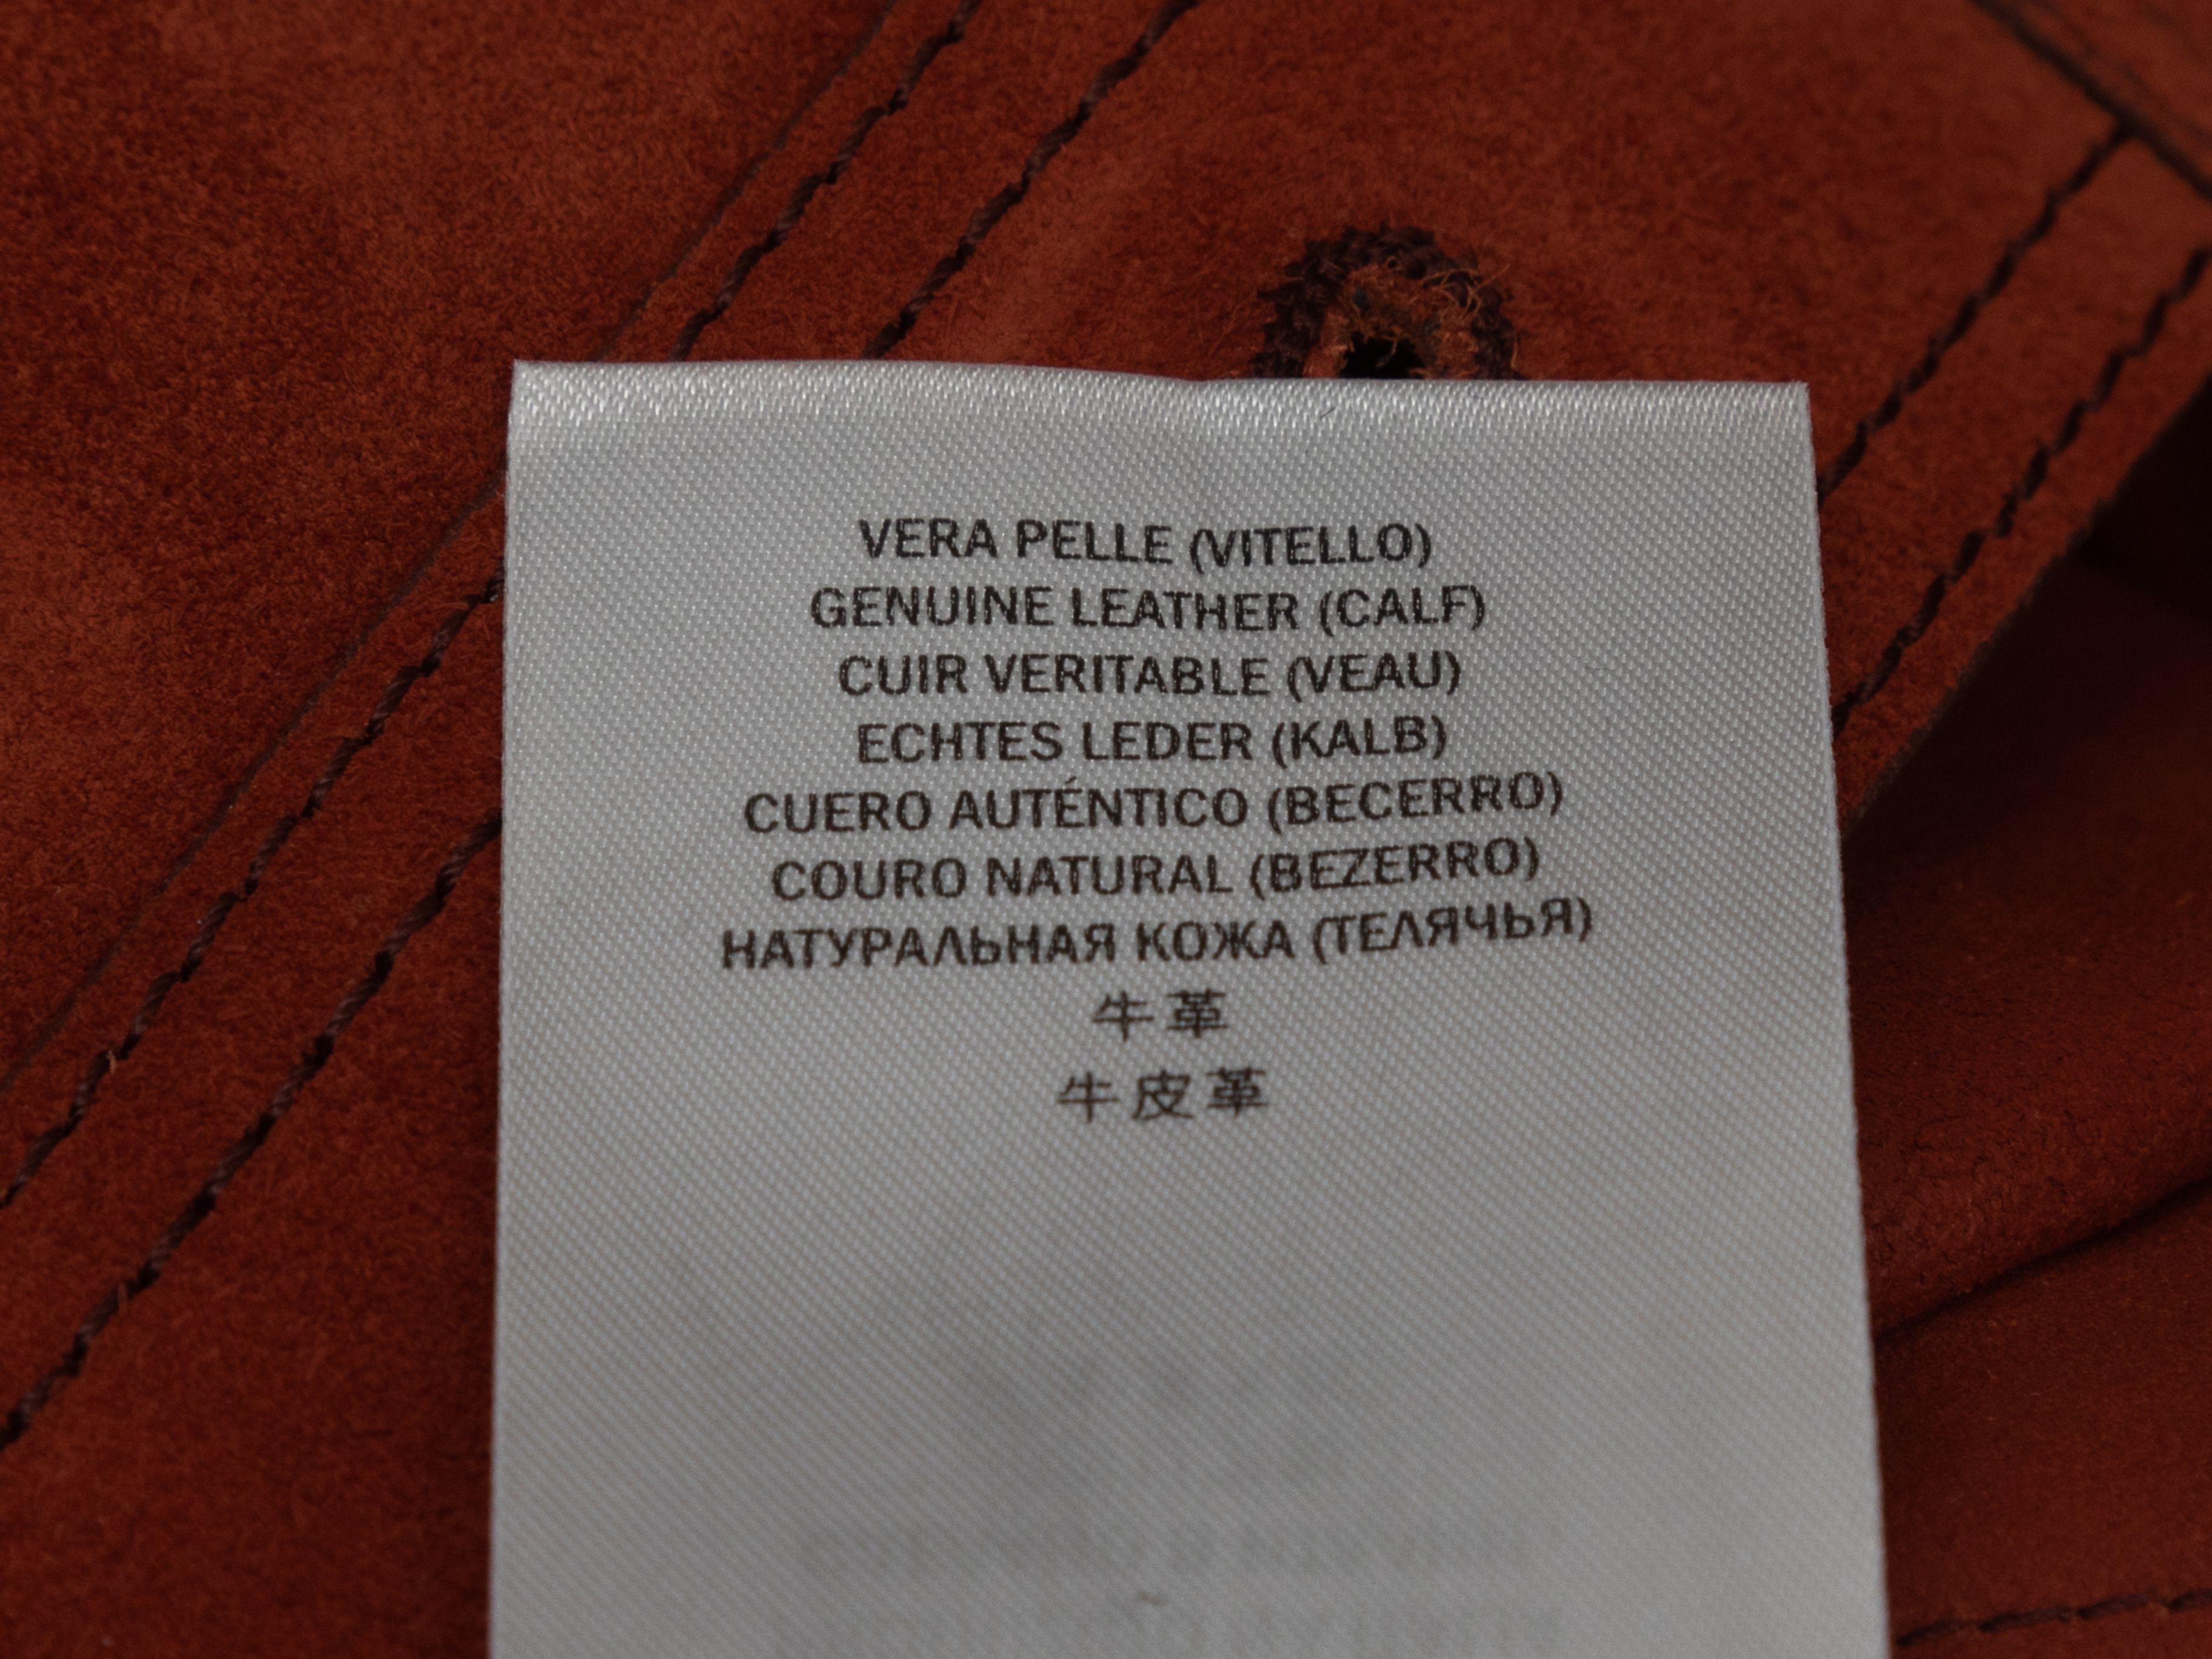 VERA PELLE (VITELLO)
GENUINE LEATHER (CALF)
CUIR VERITABLE (VEAU)
ECHTES LEDER (KALB)
CUERO AUTÉNTICO (BECERRO)
COURO NATURAL (BEZERRO)
НАТУРАЛЬНАЯ КОЖА (ТЕЛЯЧЬЯ)
牛革
牛皮革